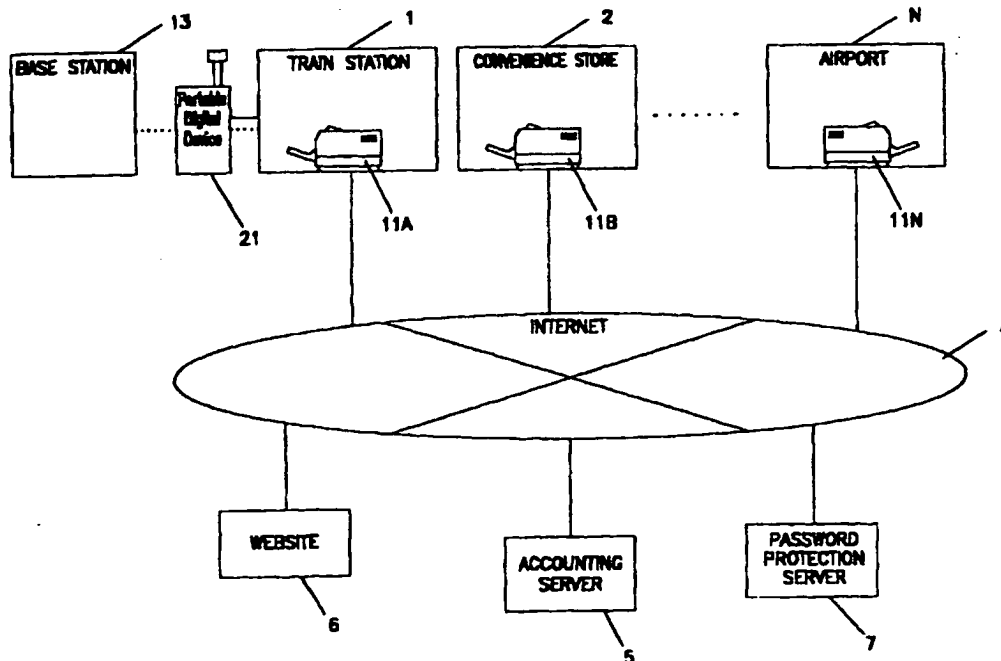 13
1
2
N
BASE STATION
Portable
Digital
Device
TRAIN STATION
CONVENIENCE STORE
AIRPORT
21
11A
11B
11N
INTERNET
WEBSITE
ACCOUNTING
SERVER
PASSWORD
PROTECTION
SERVER
6
5
7